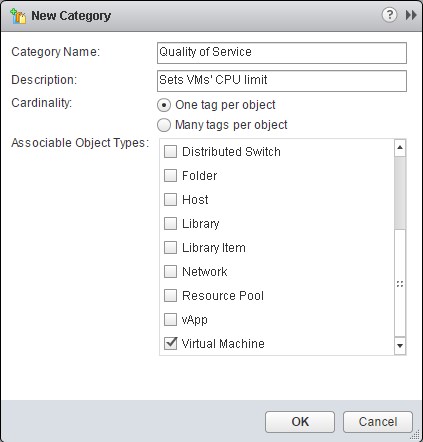 New Category
Category Name: Quality of Service
Description: Sets VMs' CPU limit
Cardinality: One tag per object
Many tags per object
Associable Object Types:
Distributed Switch
Folder
Host
Library
Library Item
Network
Resource Pool
vApp
Virtual Machine
OK Cancel